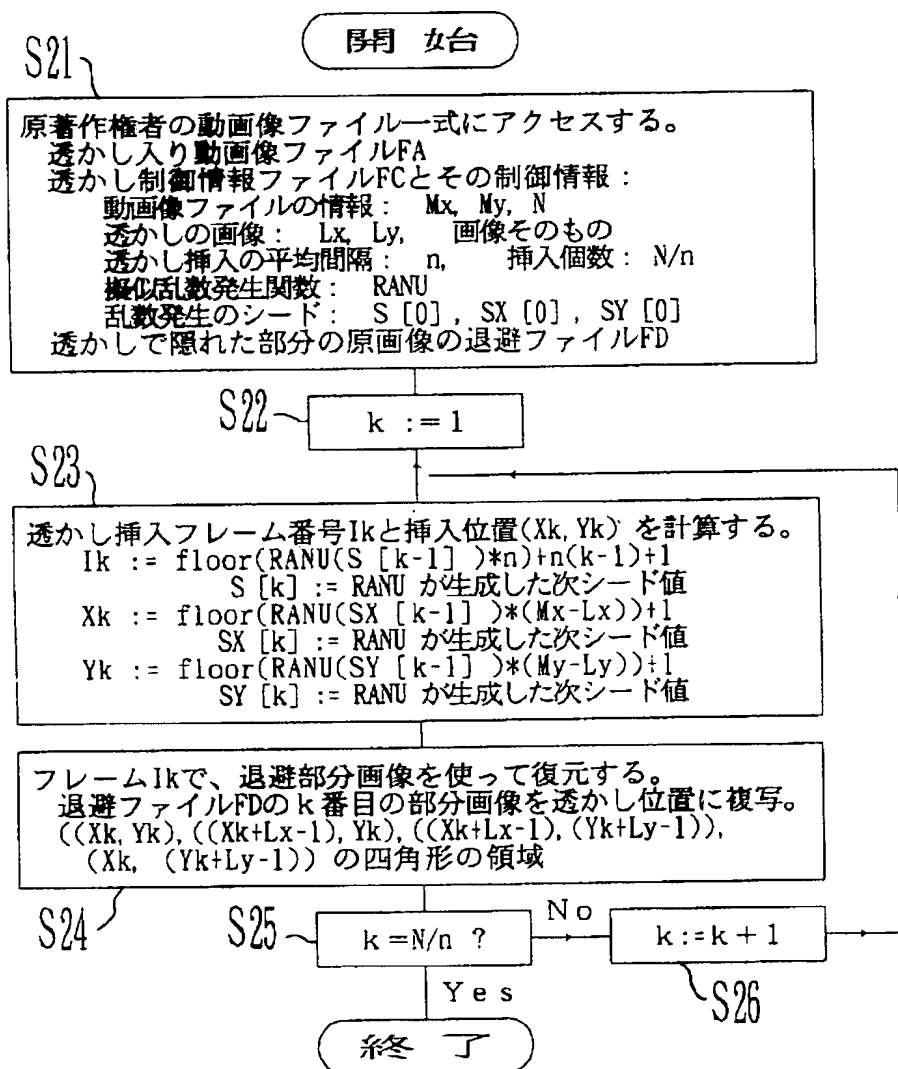 開 始
S21
原著作権者の動画像ファイル一式にアクセスする。
透かし入り動画像ファイルFA
透かし制御情報ファイルFCとその制御情報：
動画像ファイルの情報： Mx, My, N
透かしの画像： Lx, Ly, 画像そのもの
透かし挿入の平均間隔： n, 挿入個数： N/n
擬似乱数発生関数： RANU
乱数発生のシード： S [0] , SX [0] , SY [0]
透かしで隠れた部分の原画像の退避ファイルFD
S22
k := 1
S23
透かし挿入フレーム番号Ikと挿入位置(Xk, Yk) を計算する。
Ik := floor(RANU(S [k-1] )*n)+n(k-1)+1
S [k] := RANU が生成した次シード値
Xk := floor(RANU(SX [k-1] )*(Mx-Lx))+1
SX [k] := RANU が生成した次シード値
Yk := floor(RANU(SY [k-1] )*(My-Ly))+1
SY [k] := RANU が生成した次シード値
フレームIkで、退避部分画像を使って復元する。
退避ファイルFDのk番目の部分画像を透かし位置に複写。
((Xk, Yk), ((Xk+Lx-1), Yk), ((Xk+Lx-1), (Yk+Ly-1)),
(Xk, (Yk+Ly-1)) の四角形の領域
S24
S25
k=N/n ?
No
k:=k+1
S26
Yes
終 了